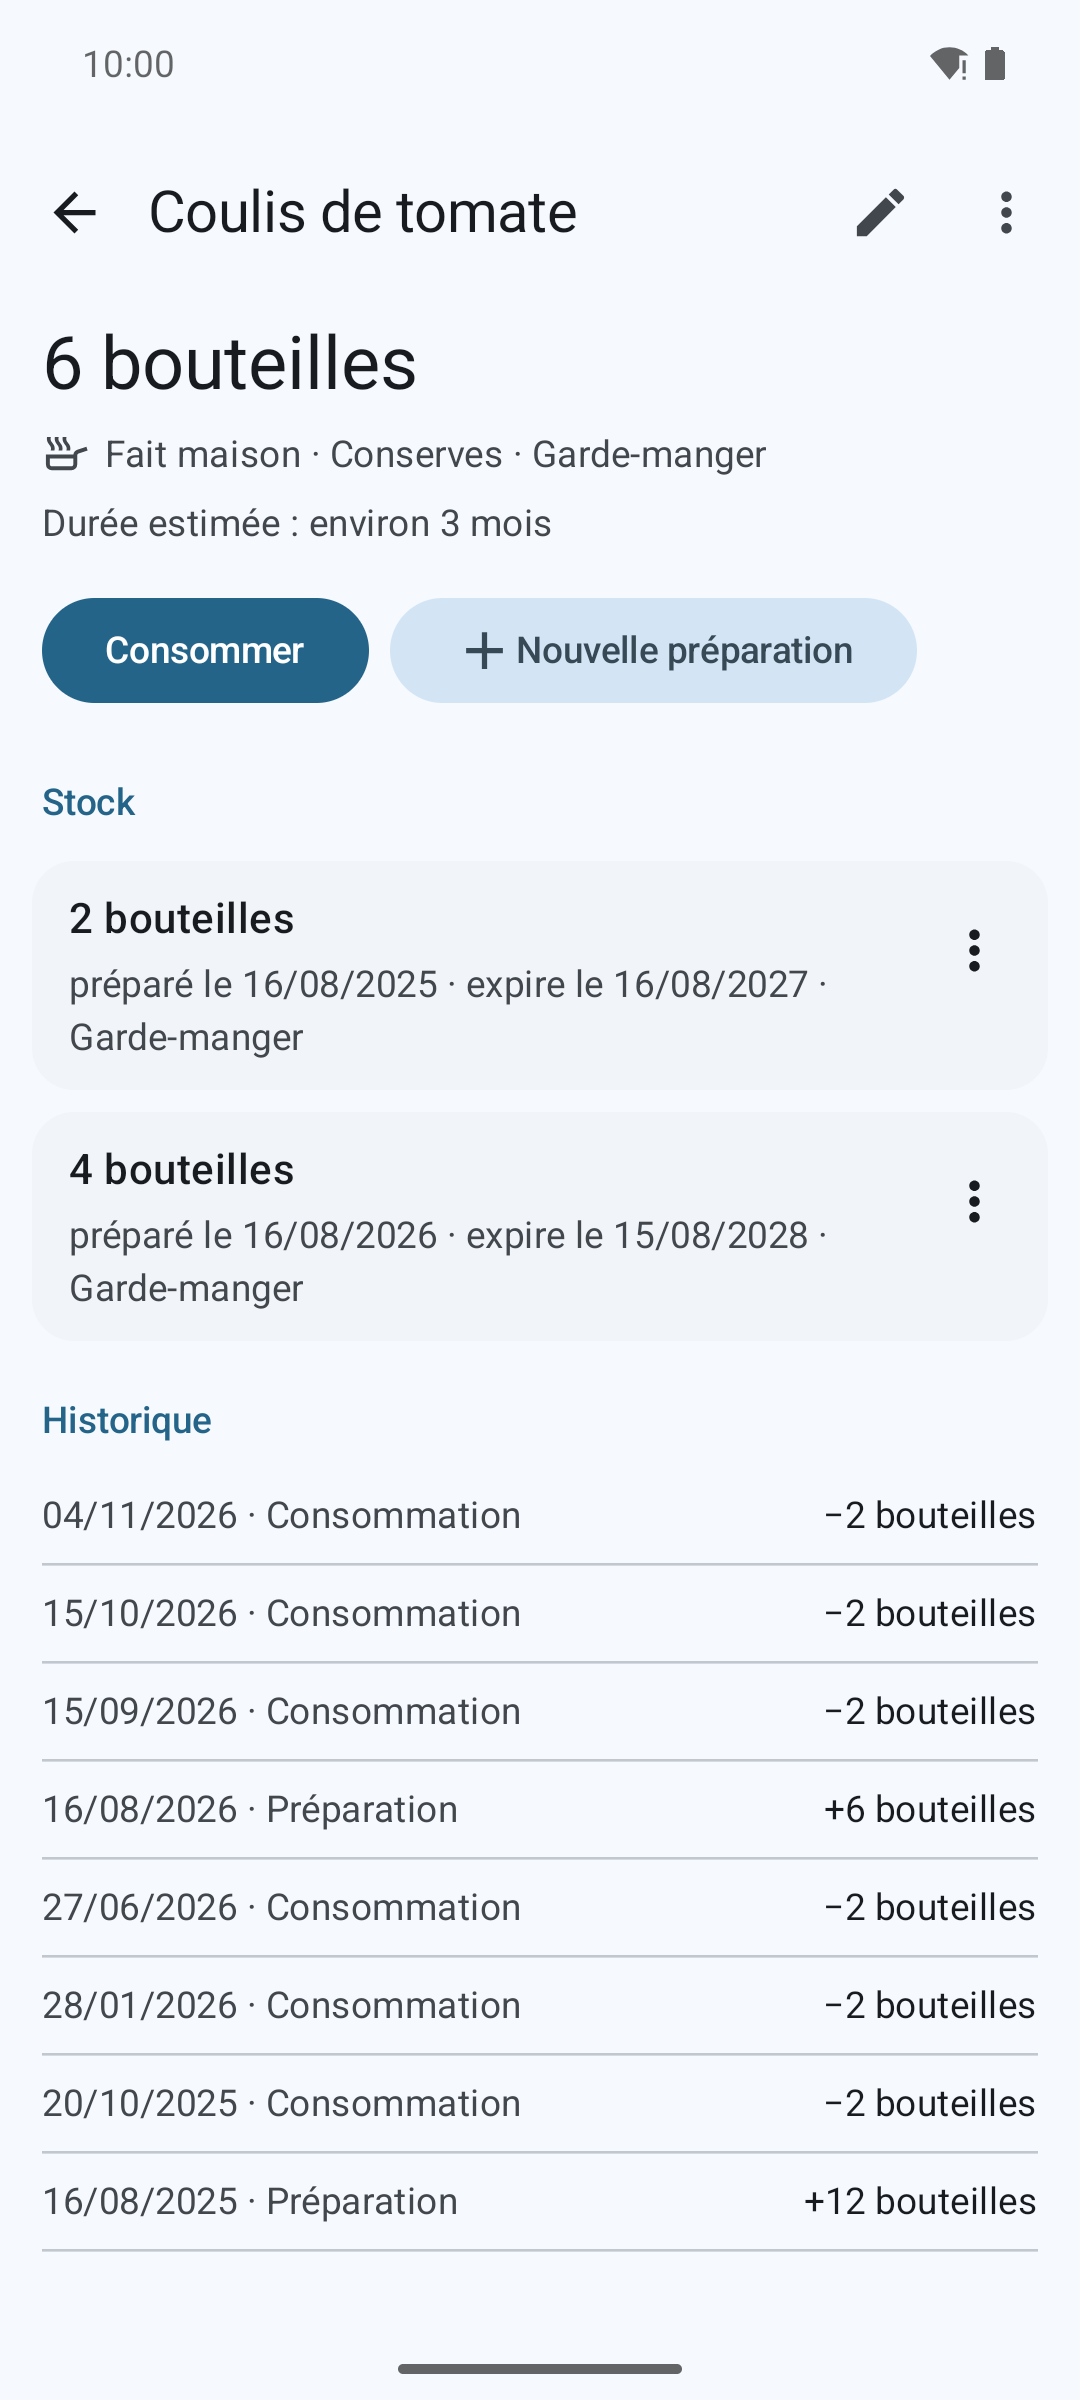 10:00
Coulis de tomate
6 bouteilles
Fait maison · Conserves · Garde-manger
Durée estimée : environ 3 mois
Consommer
Nouvelle préparation
Stock
2 bouteilles
préparé le 16/08/2025 · expire le 16/08/2027 ·
Garde-manger
4 bouteilles
préparé le 16/08/2026 · expire le 15/08/2028 ·
Garde-manger
Historique
04/11/2026 · Consommation −2 bouteilles
15/10/2026 · Consommation −2 bouteilles
15/09/2026 · Consommation −2 bouteilles
16/08/2026 · Préparation +6 bouteilles
27/06/2026 · Consommation −2 bouteilles
28/01/2026 · Consommation −2 bouteilles
20/10/2025 · Consommation −2 bouteilles
16/08/2025 · Préparation +12 bouteilles